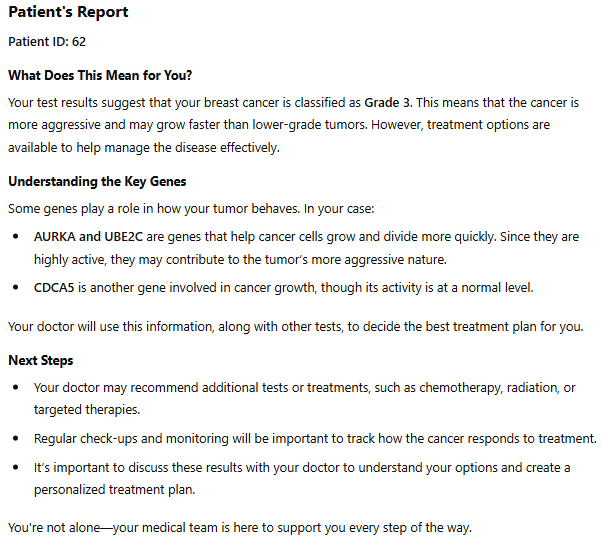 Patient's Report
Patient ID: 62
What Does This Mean for You?
Your test results suggest that your breast cancer is classified as Grade 3. This means that the cancer is
more aggressive and may grow faster than lower-grade tumors. However, treatment options are
available to help manage the disease effectively.
Understanding the Key Genes
Some genes play a role in how your tumor behaves. In your case:
• AURKA and UBE2C are genes that help cancer cells grow and divide more quickly. Since they are
highly active, they may contribute to the tumor's more aggressive nature.
• CDCA5 is another gene involved in cancer growth, though its activity is at a normal level.
Your doctor will use this information, along with other tests, to decide the best treatment plan for you.
Next Steps
• Your doctor may recommend additional tests or treatments, such as chemotherapy, radiation, or
targeted therapies.
• Regular check-ups and monitoring will be important to track how the cancer responds to treatment.
• It's important to discuss these results with your doctor to understand your options and create a
personalized treatment plan.
You're not alone—your medical team is here to support you every step of the way.